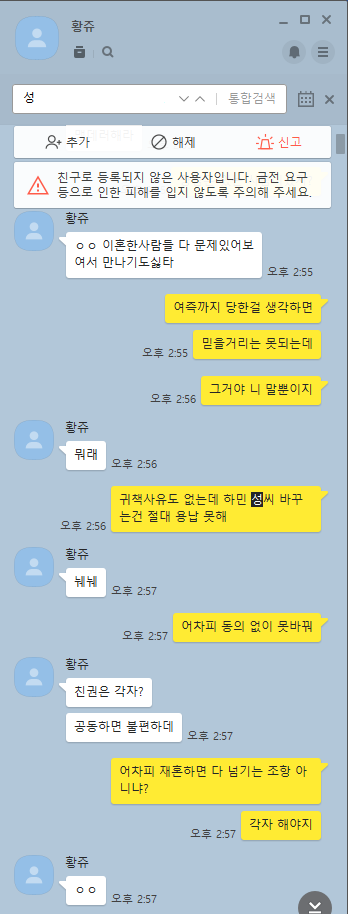 황쥬
성
통합검색
추가
해제
신고
친구로 등록되지 않은 사용자입니다. 금전 요구
등으로 인한 피해를 입지 않도록 주의해 주세요.
황쥬
ㅇㅇ 이혼한사람들 다 문제있어보
여서 만나기도싫타
오후 2:55
여즉까지 당한걸 생각하면
믿을거리는 못되는데
오후 2:55
그거야 니 말뿐이지
오후 2:56
황쥬
뭐래
오후 2:56
귀책사유도 없는데 하민 성씨 바꾸
는건 절대 용납 못해
오후 2:56
황쥬
눼눼
오후 2:57
어차피 동의 없이 못바꿔
오후 2:57
황쥬
친권은 각자?
공동하면 불편하데
오후 2:57
어차피 재혼하면 다 넘기는 조항 아
니냐?
각자 해야지
오후 2:57
황쥬
ㅇㅇ
오후 2:57